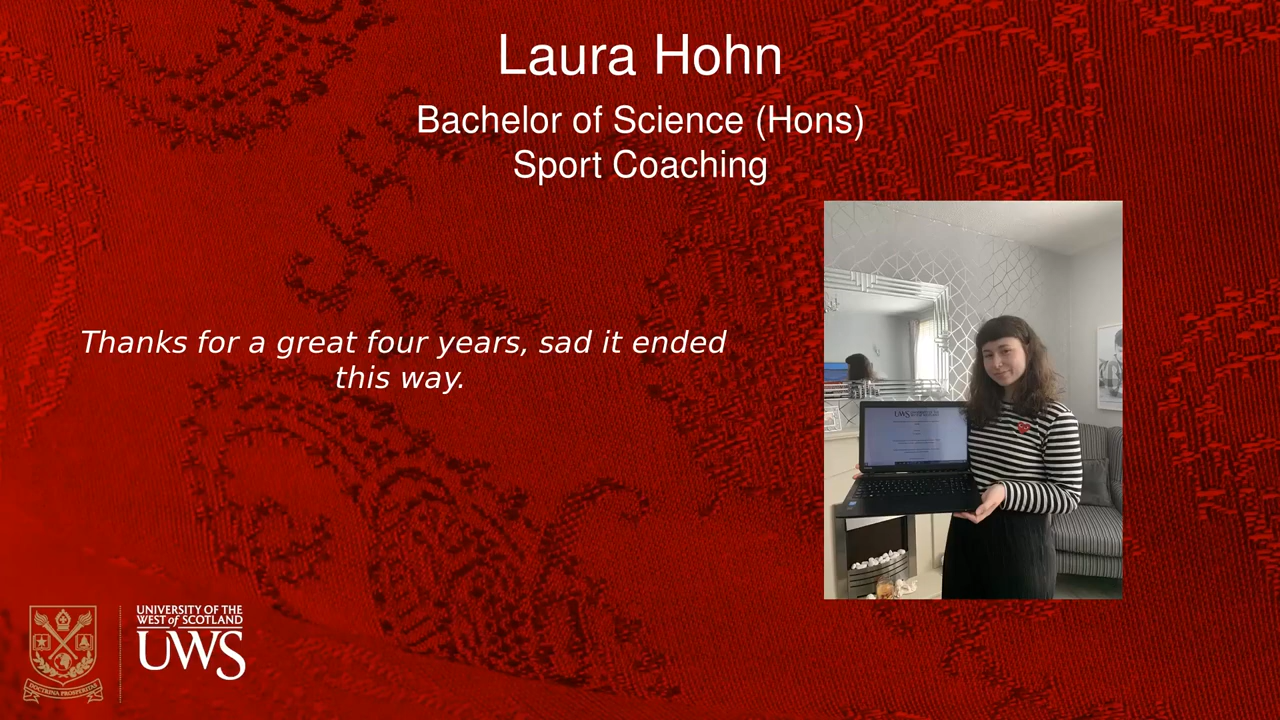 Laura Hohn
Bachelor of Science (Hons)
Sport Coaching
Thanks for a great four years, sad it ended
this way.
UWS
DOCTRINA PROSPERITAS
UNIVERSITY OF THE
WEST of SCOTLAND
UWS